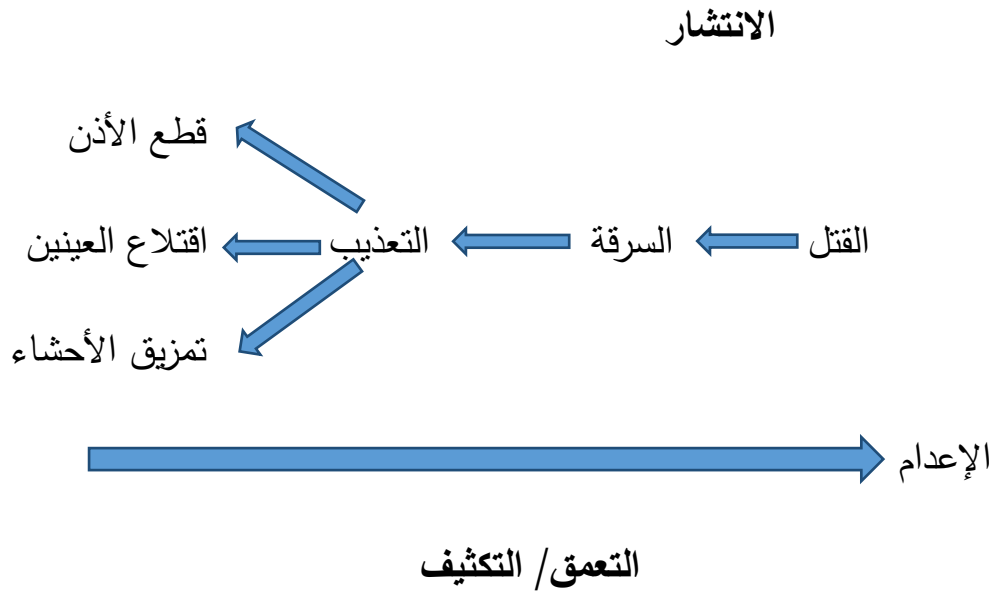 الانتشار
قطع الأذن
القتل السرقة التعذيب اقتلاع العينين
تمزيق الأحشاء
الإعدام
التعمق/ التكثيف